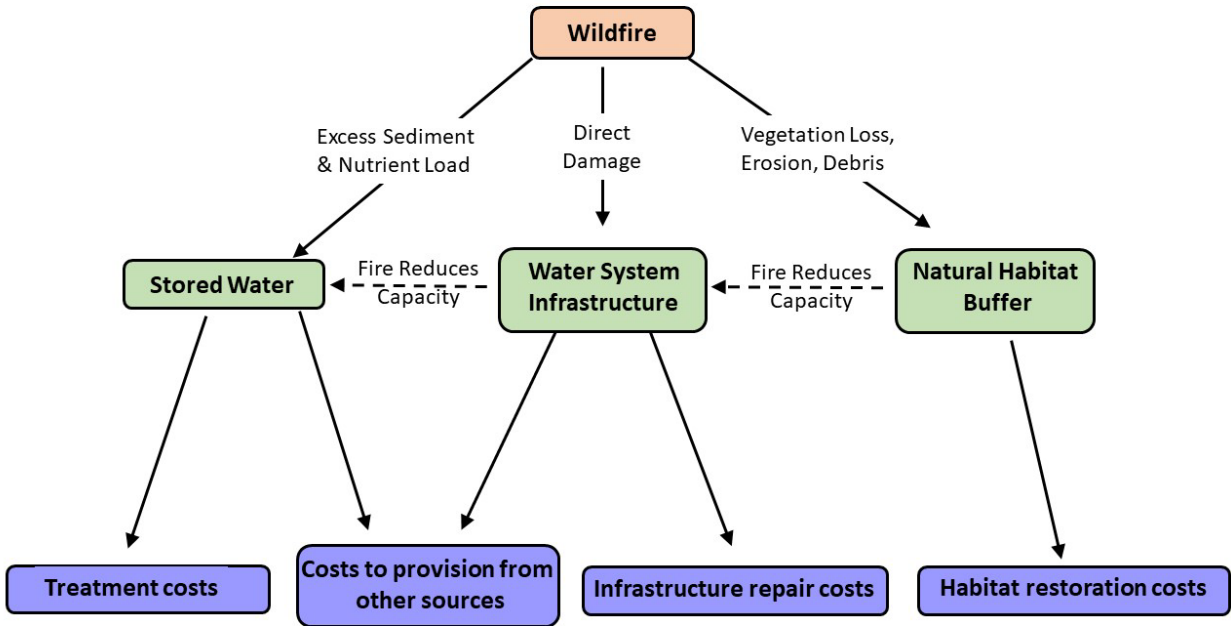 Wildfire
Excess Sediment
& Nutrient Load
Direct
Damage
Vegetation Loss,
Erosion, Debris
Stored Water
Fire Reduces
Capacity
Water System
Infrastructure
Fire Reduces
Capacity
Natural Habitat
Buffer
Treatment costs
Costs to provision from
other sources
Infrastructure repair costs
Habitat restoration costs